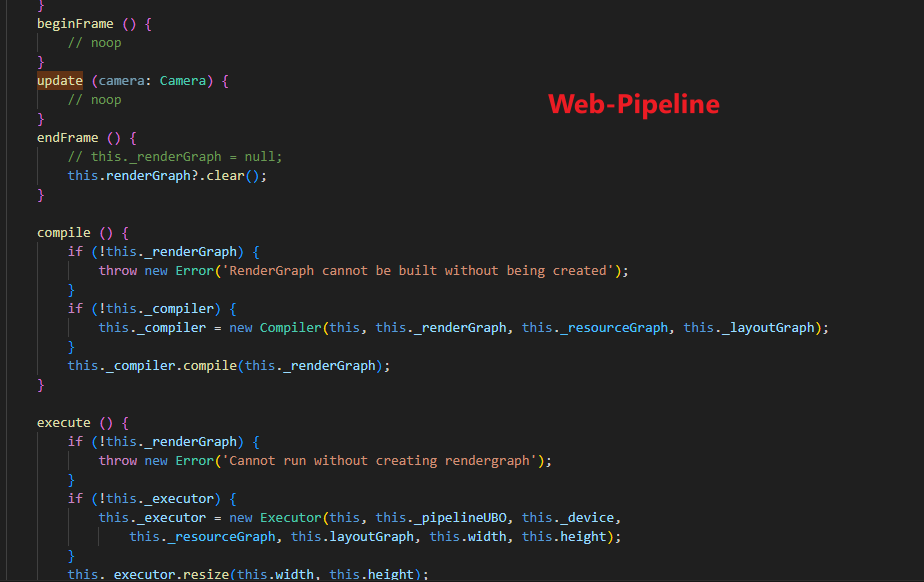 }
beginFrame () {
// noop
}
update (camera: Camera) {
// noop
}
endFrame () {
// this._renderGraph = null;
this.renderGraph?.clear();
}
Web-Pipeline
compile () {
if (!this._renderGraph) {
throw new Error('RenderGraph cannot be built without being created');
}
if (!this._compiler) {
this._compiler = new Compiler(this, this._renderGraph, this._resourceGraph, this._layoutGraph);
}
this._compiler.compile(this._renderGraph);
}
execute () {
if (!this._renderGraph) {
throw new Error('Cannot run without creating rendergraph');
}
if (!this._executor) {
this._executor = new Executor(this, this._pipelineUBO, this._device,
this._resourceGraph, this.layoutGraph, this.width, this.height);
}
this._executor.resize(this.width, this.height);